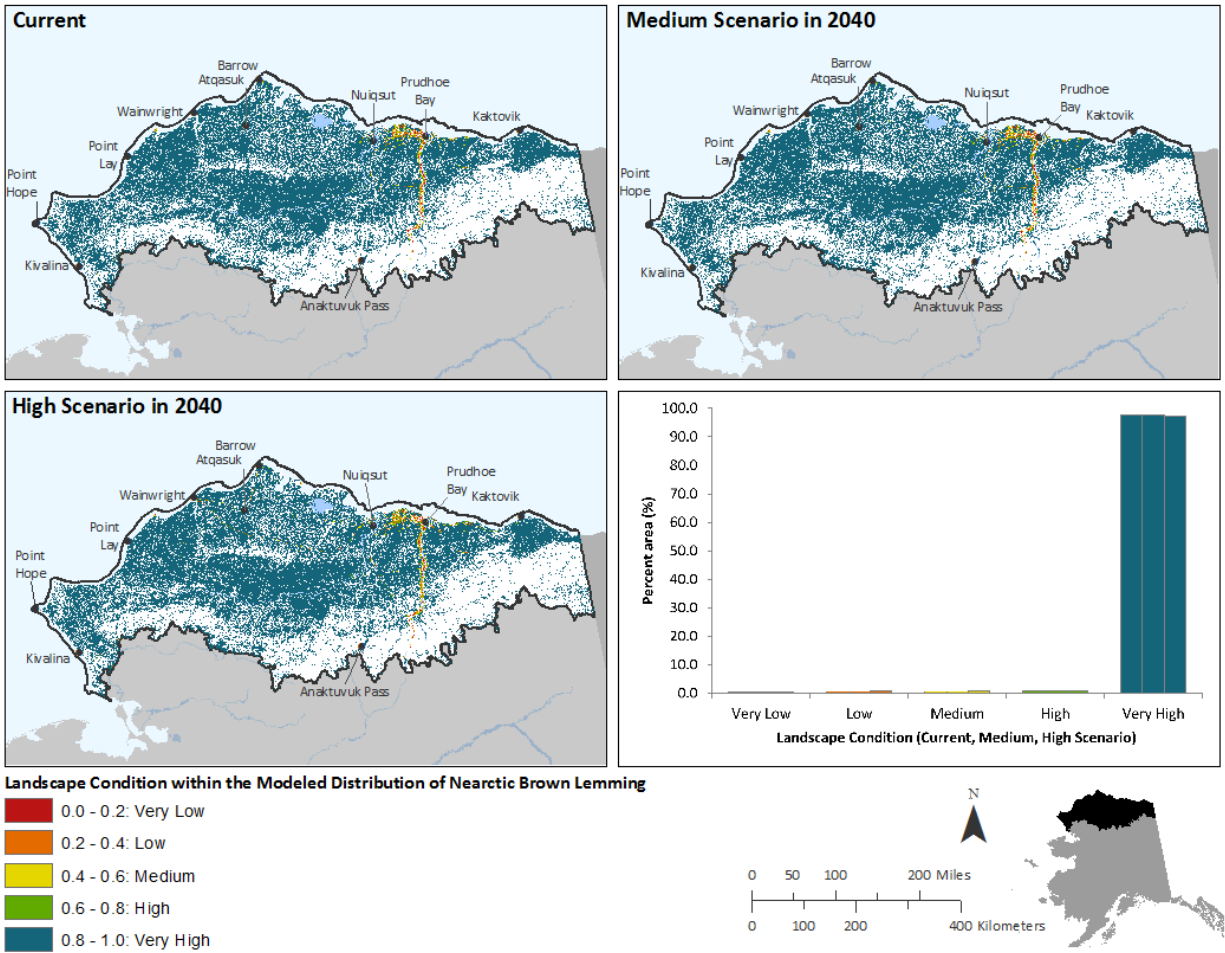 Current
Barrow
Atqasuk
Wainwright
Nuiqsut
Prudhoe
Bay
Kaktovik
Point
Lay
Point
Hope
Kivalina
Anaktuvuk Pass
Medium Scenario in 2040
Barrow
Atqasuk
Wainwright
Nuiqsut
Prudhoe
Bay
Kaktovik
Point
Lay
Point
Hope
Kivalina
Anaktuvuk Pass
High Scenario in 2040
Barrow
Atqasuk
Wainwright
Nuiqsut
Prudhoe
Bay
Kaktovik
Point
Lay
Point
Hope
Kivalina
Anaktuvuk Pass
100.0
90.0
80.0
70.0
60.0
50.0
40.0
30.0
20.0
10.0
0.0
Percent area (%)
Very Low Low Medium High Very High
Landscape Condition (Current, Medium, High Scenario)
Landscape Condition within the Modeled Distribution of Nearctic Brown Lemming
0.0 - 0.2: Very Low
0.2 - 0.4: Low
0.4 - 0.6: Medium
0.6 - 0.8: High
0.8 - 1.0: Very High
N
0 50 100 200 Miles
0 100 200 400 Kilometers